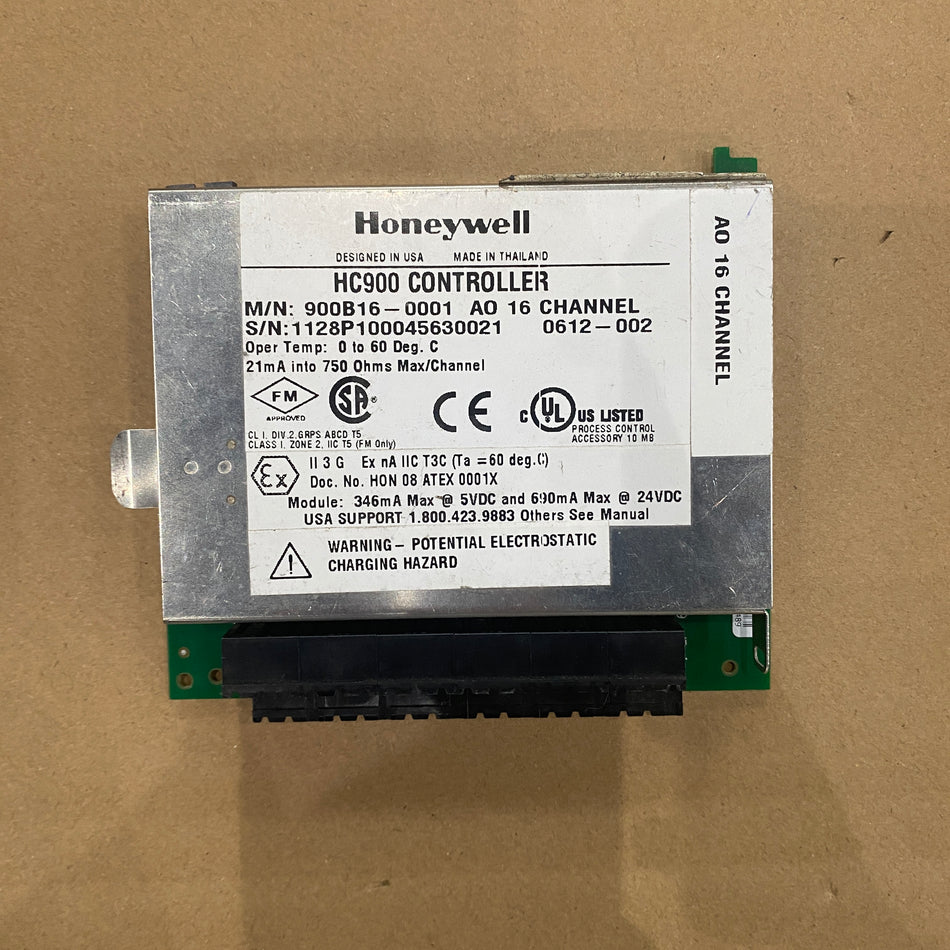 Honeywell
DESIGNED IN USA MADE IN THAILAND
HC900 CONTROLLER
M/N: 900B16-0001 AO 16 CHANNEL
S/N:1128P100045630021 0612-002
Oper Temp: 0 to 60 Deg. C
21mA into 750 Ohms Max/Channel
FM
APPROVED
SA
CE
C UL US LISTED
PROCESS CONTROL
ACCESSORY 10 MB
CL I, DIV.2,GRPS ABCD T5
CLASS I, ZONE 2, IIC T5 (FM Only)
Ex
II 3 G Ex nA IIC T3C (Ta =60 deg.C)
Doc. No. HON 08 ATEX 0001X
Module: 346mA Max @ 5VDC and 690mA Max @ 24VDC
USA SUPPORT 1.800.423.9883 Others See Manual
WARNING- POTENTIAL ELECTROSTATIC
CHARGING HAZARD
AO 16 CHANNEL